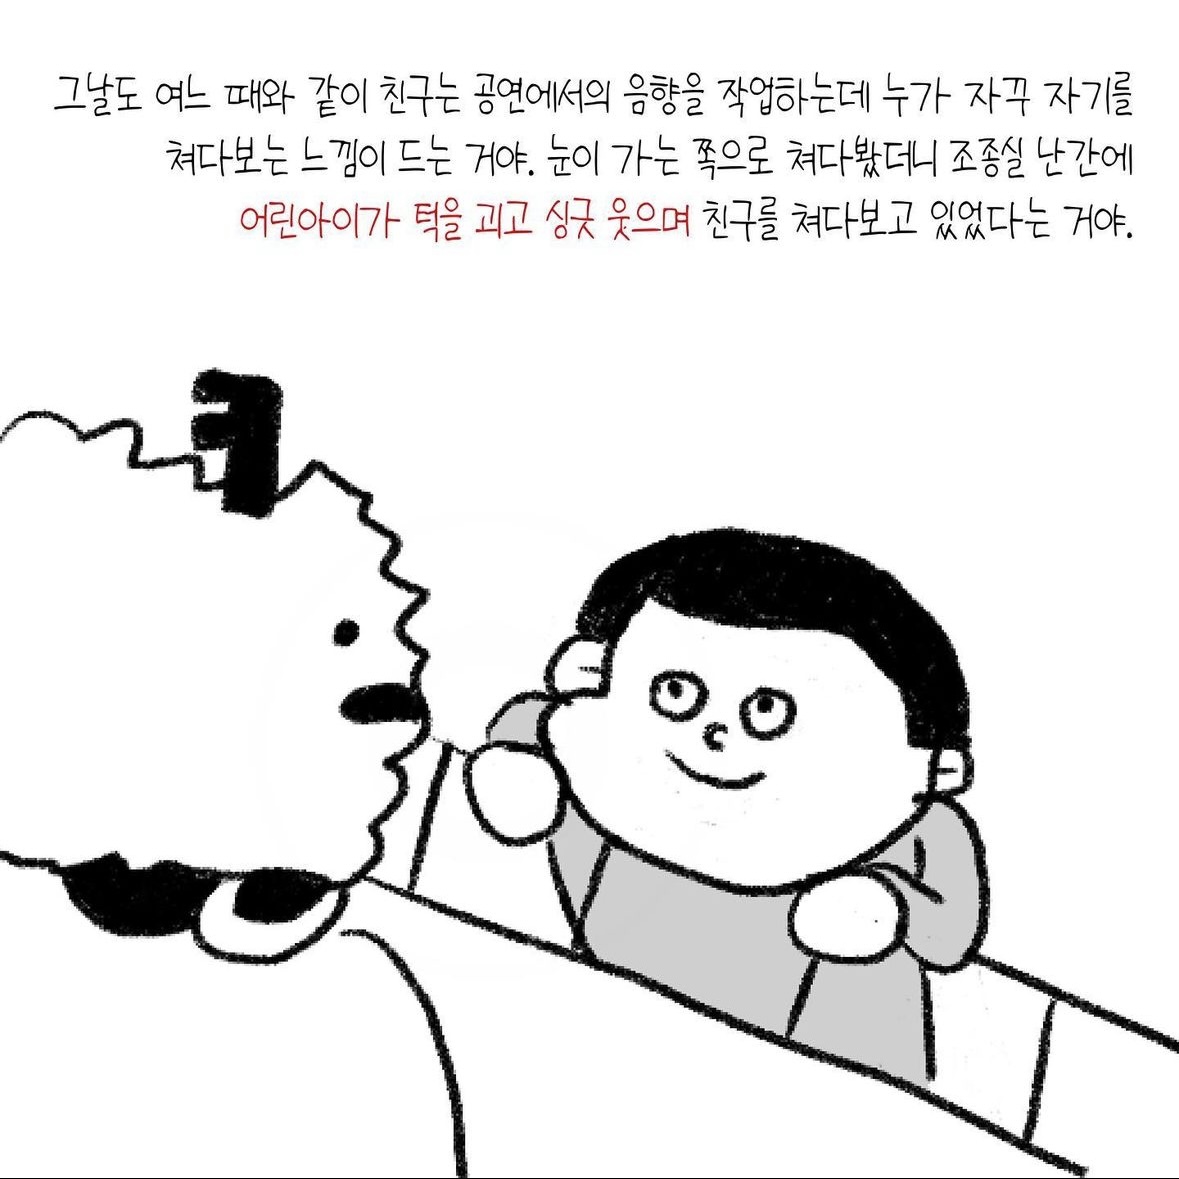 그날도 여느 때와 같이 친구는 공연에서의 음향을 작업하는데 누가 자꾸 자기를
쳐다보는 느낌이 드는 거야. 눈이 가는 쪽으로 쳐다봤더니 조종실 난간에
어린아이가 턱을 괴고 싱긋 웃으며 친구를 쳐다보고 있었다는 거야.
ㅋ